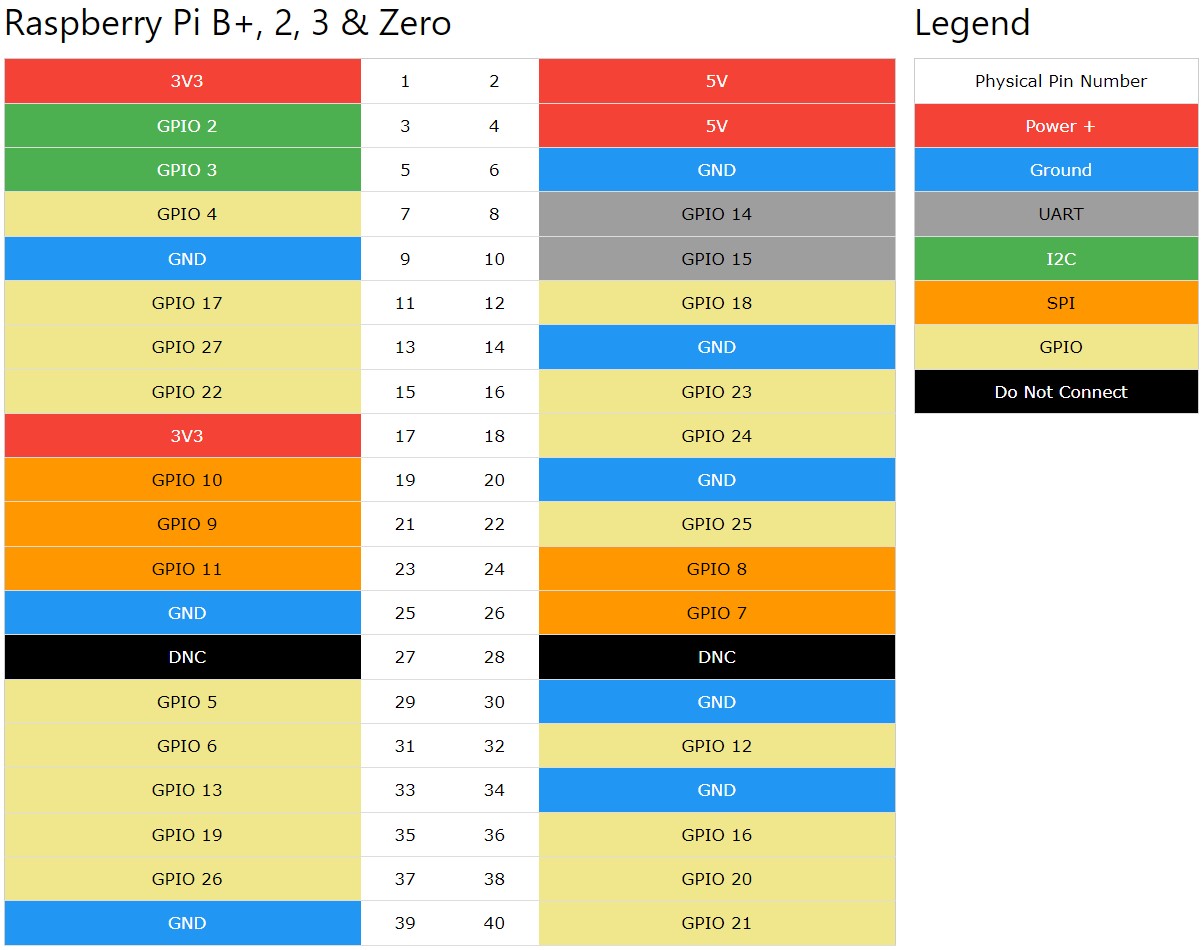 Raspberry Pi B+, 2, 3 & Zero
3V3 1 2 5V
GPIO 2 3 4 5V
GPIO 3 5 6 GND
GPIO 4 7 8 GPIO 14
GND 9 10 GPIO 15
GPIO 17 11 12 GPIO 18
GPIO 27 13 14 GND
GPIO 22 15 16 GPIO 23
3V3 17 18 GPIO 24
GPIO 10 19 20 GND
GPIO 9 21 22 GPIO 25
GPIO 11 23 24 GPIO 8
GND 25 26 GPIO 7
DNC 27 28 DNC
GPIO 5 29 30 GND
GPIO 6 31 32 GPIO 12
GPIO 13 33 34 GND
GPIO 19 35 36 GPIO 16
GPIO 26 37 38 GPIO 20
GND 39 40 GPIO 21
Legend
Physical Pin Number
Power +
Ground
UART
I2C
SPI
GPIO
Do Not Connect